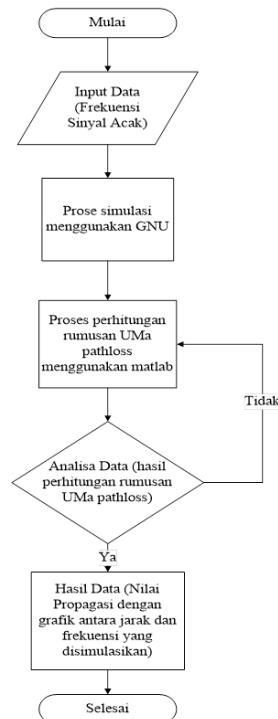 Mulai
Input Data
(Frekuensi
Sinyal Acak)
Prose simulasi
menggunakan GNU
Proses perhitungan
rumusan UMa
pathloss
menggunakan matlab
Tidak
Analisa Data (hasil
perhitungan rumusan
UMa pathloss)
Ya
Hasil Data (Nilai
Propagasi dengan
grafik antara jarak dan
frekuensi yang
disimulasikan)
Selesai